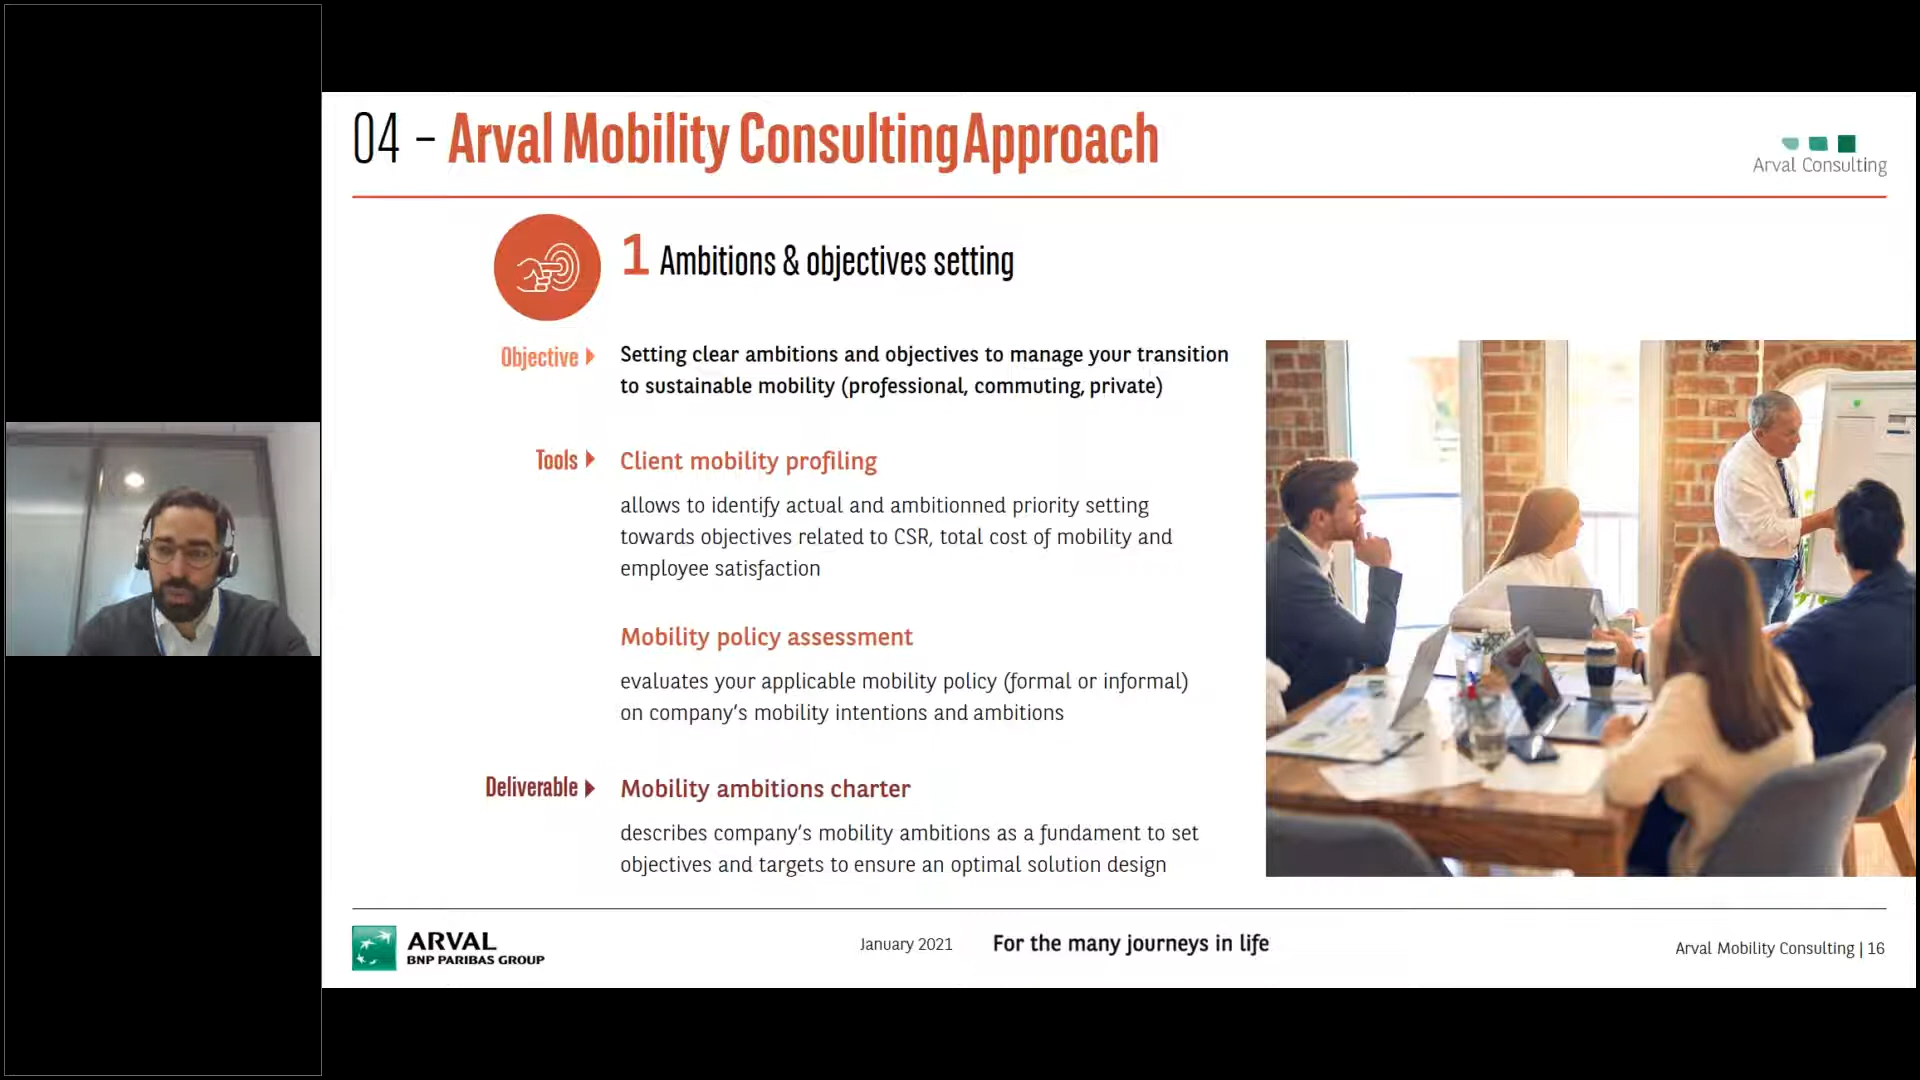 04 – Arval Mobility Consulting Approach
Arval Consulting
1 Ambitions & objectives setting
Objective
Setting clear ambitions and objectives to manage your transition
to sustainable mobility (professional, commuting, private)
Tools
Client mobility profiling
allows to identify actual and ambitionned priority setting
towards objectives related to CSR, total cost of mobility and
employee satisfaction
Mobility policy assessment
evaluates your applicable mobility policy (formal or informal)
on company's mobility intentions and ambitions
Deliverable
Mobility ambitions charter
describes company's mobility ambitions as a fundament to set
objectives and targets to ensure an optimal solution design
ARVAL
BNP PARIBAS GROUP
January 2021
For the many journeys in life
Arval Mobility Consulting | 16